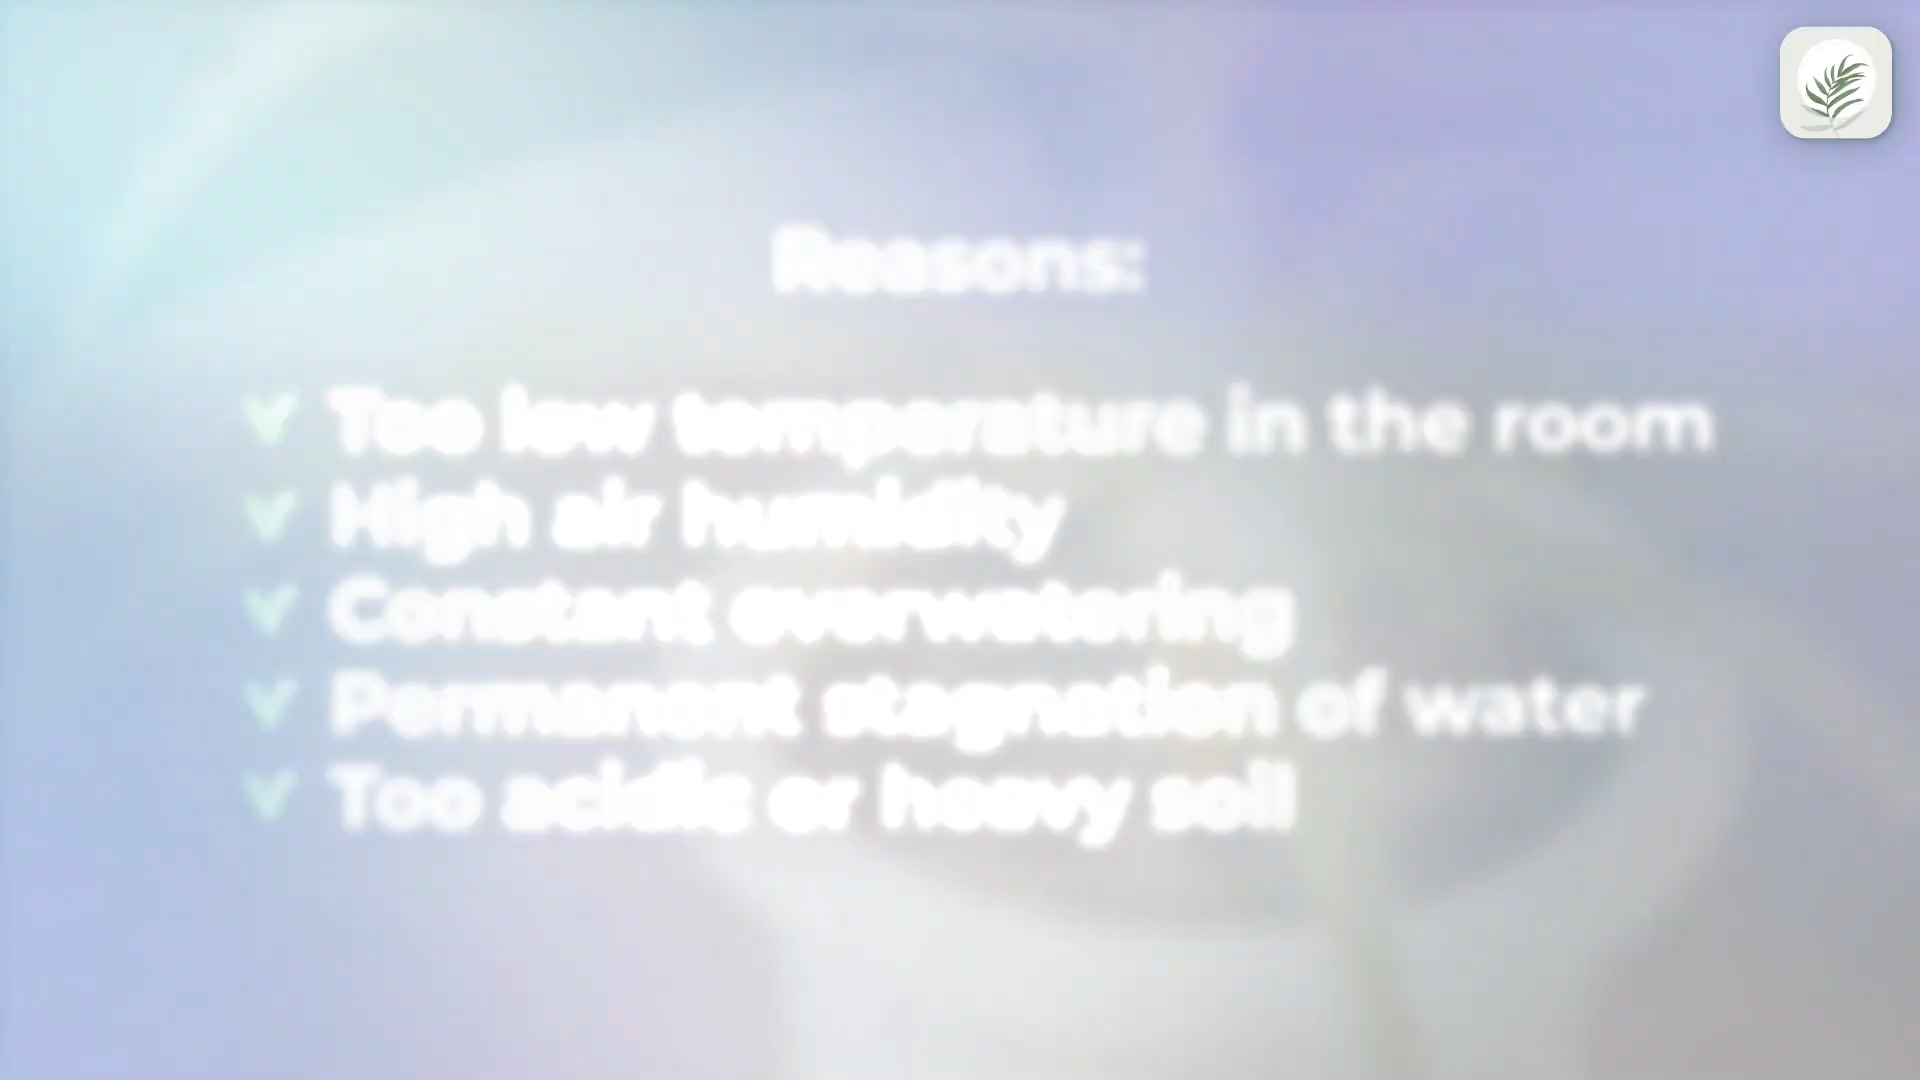 Reasons:
Too low temperature in the room
High air humidity
Constant overwatering
Permanent stagnation of water
Too acidic or heavy soil